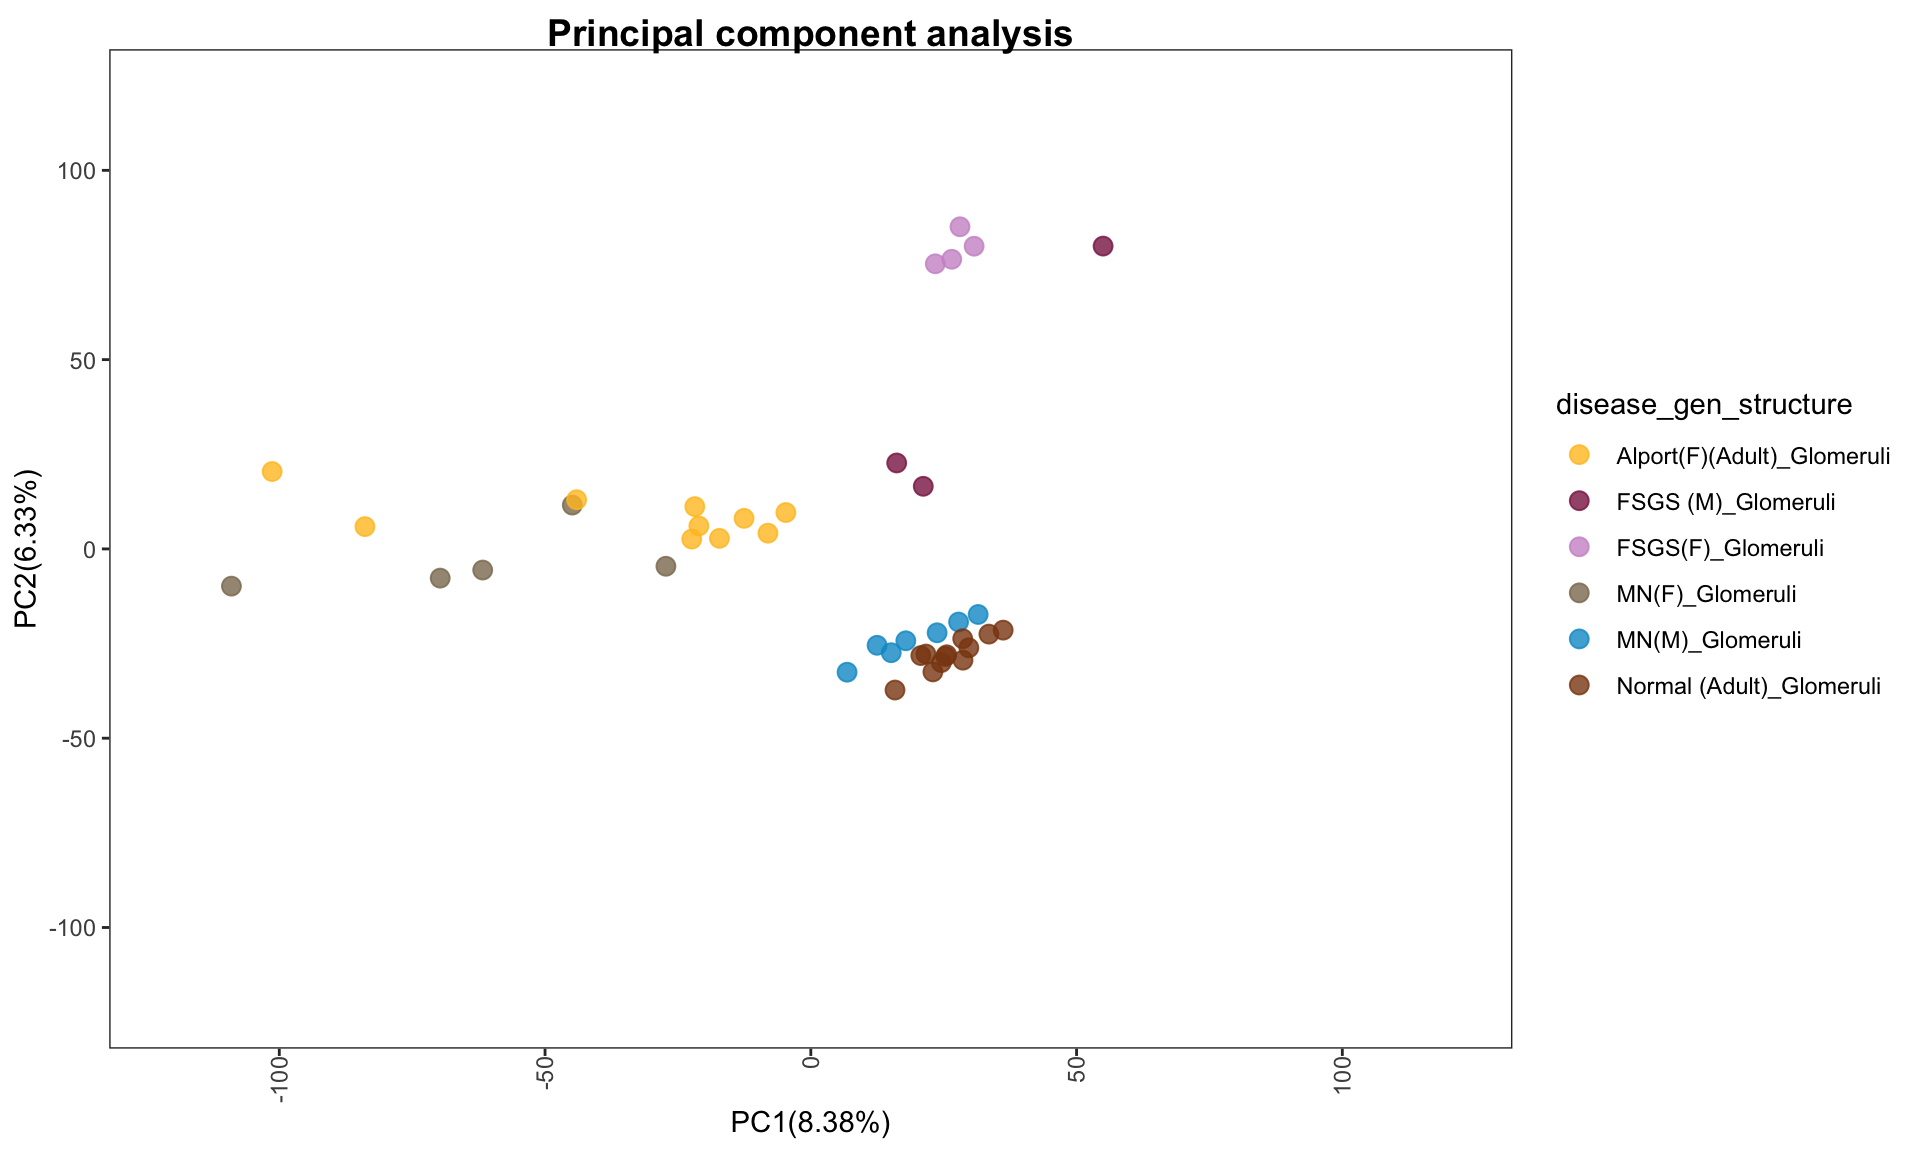 Principal component analysis
100
50
0
-50
-100
PC2(6.33%)
-100
-50
0
50
100
PC1(8.38%)
disease_gen_structure
Alport(F)(Adult)_Glomeruli
FSGS (M)_Glomeruli
FSGS(F)_Glomeruli
MN(F)_Glomeruli
MN(M)_Glomeruli
Normal (Adult)_Glomeruli